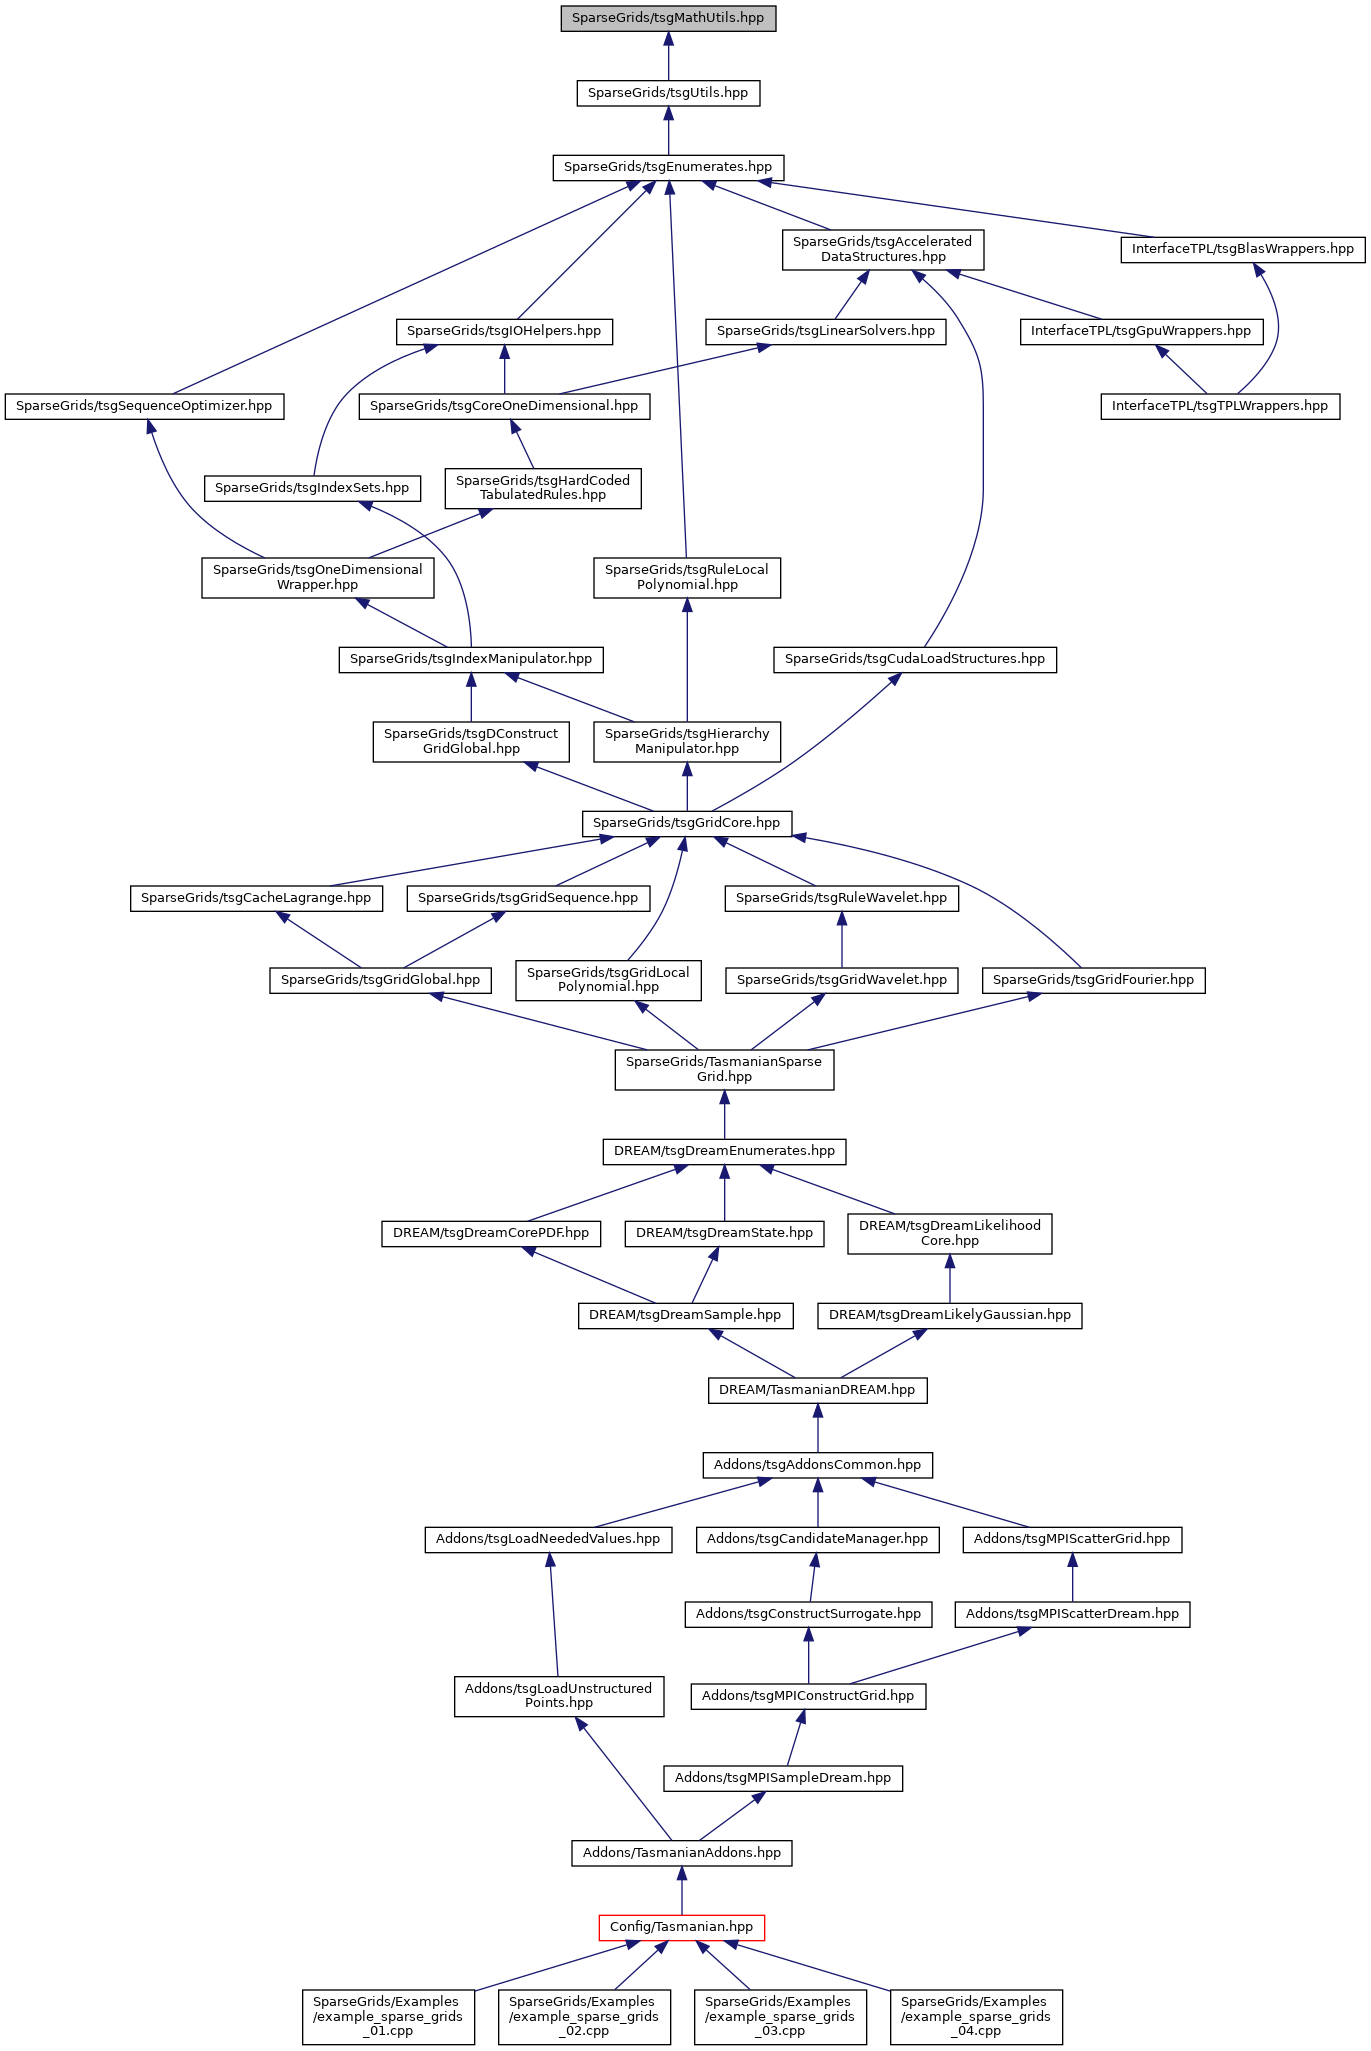 SparseGrids/tsgMathUtils.hpp
SparseGrids/tsgUtils.hpp
SparseGrids/tsgEnumerates.hpp
SparseGrids/tsgAccelerated
DataStructures.hpp
InterfaceTPL/tsgBlasWrappers.hpp
SparseGrids/tsgIOHelpers.hpp
SparseGrids/tsgLinearSolvers.hpp
InterfaceTPL/tsgGpuWrappers.hpp
SparseGrids/tsgSequenceOptimizer.hpp
SparseGrids/tsgCoreOneDimensional.hpp
InterfaceTPL/tsgTPLWrappers.hpp
SparseGrids/tsgIndexSets.hpp
SparseGrids/tsgHardCoded
TabulatedRules.hpp
SparseGrids/tsgOneDimensional
Wrapper.hpp
SparseGrids/tsgRuleLocal
Polynomial.hpp
SparseGrids/tsgIndexManipulator.hpp
SparseGrids/tsgCudaLoadStructures.hpp
SparseGrids/tsgDConstruct
GridGlobal.hpp
SparseGrids/tsgHierarchy
Manipulator.hpp
SparseGrids/tsgGridCore.hpp
SparseGrids/tsgCacheLagrange.hpp
SparseGrids/tsgGridSequence.hpp
SparseGrids/tsgRuleWavelet.hpp
SparseGrids/tsgGridGlobal.hpp
SparseGrids/tsgGridLocal
Polynomial.hpp
SparseGrids/tsgGridWavelet.hpp
SparseGrids/tsgGridFourier.hpp
SparseGrids/TasmanianSparse
Grid.hpp
DREAM/tsgDreamEnumerates.hpp
DREAM/tsgDreamCorePDF.hpp
DREAM/tsgDreamState.hpp
DREAM/tsgDreamLikelihood
Core.hpp
DREAM/tsgDreamSample.hpp
DREAM/tsgDreamLikelyGaussian.hpp
DREAM/TasmanianDREAM.hpp
Addons/tsgAddonsCommon.hpp
Addons/tsgLoadNeededValues.hpp
Addons/tsgCandidateManager.hpp
Addons/tsgMPIScatterGrid.hpp
Addons/tsgConstructSurrogate.hpp
Addons/tsgMPIScatterDream.hpp
Addons/tsgLoadUnstructured
Points.hpp
Addons/tsgMPIConstructGrid.hpp
Addons/tsgMPISampleDream.hpp
Addons/TasmanianAddons.hpp
Config/Tasmanian.hpp
SparseGrids/Examples
/example_sparse_grids
_01.cpp
SparseGrids/Examples
/example_sparse_grids
_02.cpp
SparseGrids/Examples
/example_sparse_grids
_03.cpp
SparseGrids/Examples
/example_sparse_grids
_04.cpp